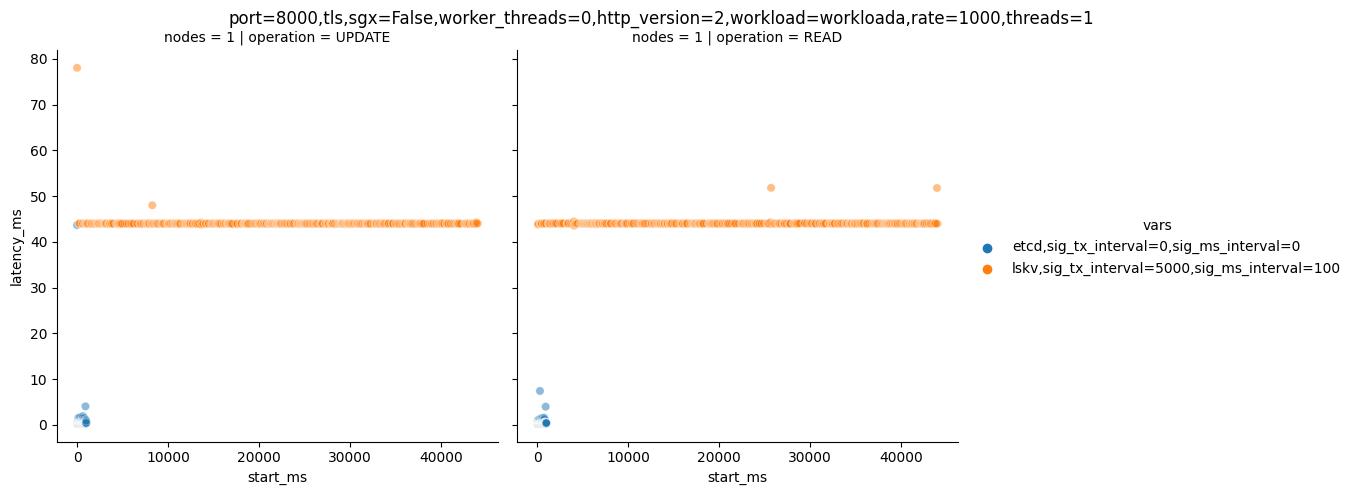 port=8000,tls,sgx=False,worker_threads=0,http_version=2,workload=workloada,rate=1000,threads=1
nodes = 1 | operation = UPDATE
nodes = 1 | operation = READ
80
70
60
50
40
30
20
10
0
latency_ms
0 10000 20000 30000 40000
start_ms
0 10000 20000 30000 40000
start_ms
vars
etcd,sig_tx_interval=0,sig_ms_interval=0
lskv,sig_tx_interval=5000,sig_ms_interval=100